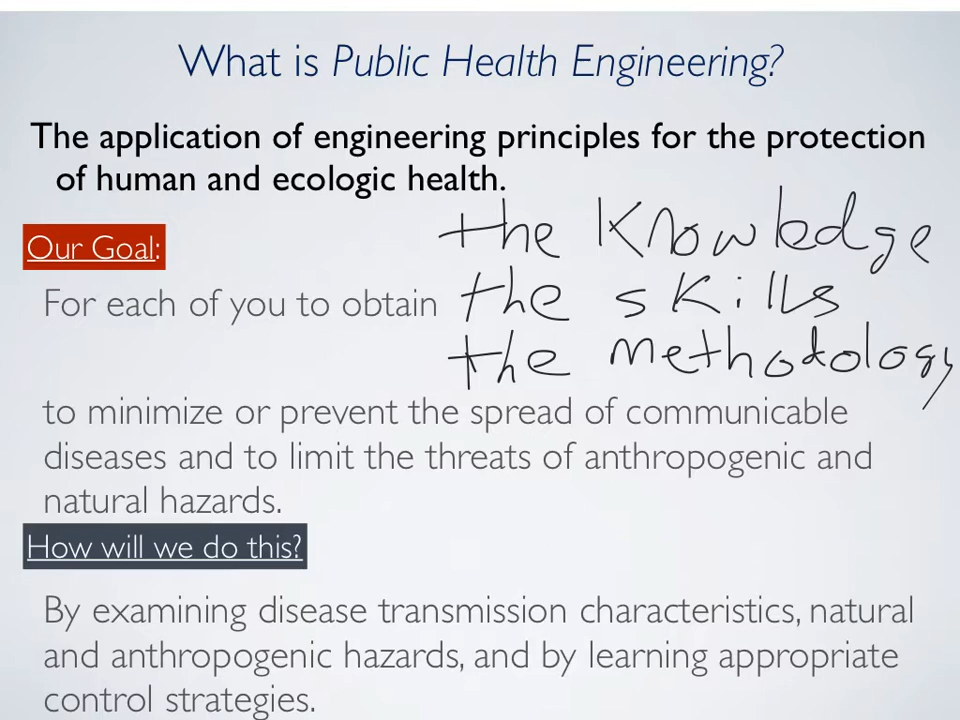 What is Public Health Engineering?
The application of engineering principles for the protection
of human and ecologic health.
the Knowledge
Our Goal:
For each of you to obtain the skills
the methodology
to minimize or prevent the spread of communicable
diseases and to limit the threats of anthropogenic and
natural hazards.
How will we do this?
By examining disease transmission characteristics, natural
and anthropogenic hazards, and by learning appropriate
control strategies.